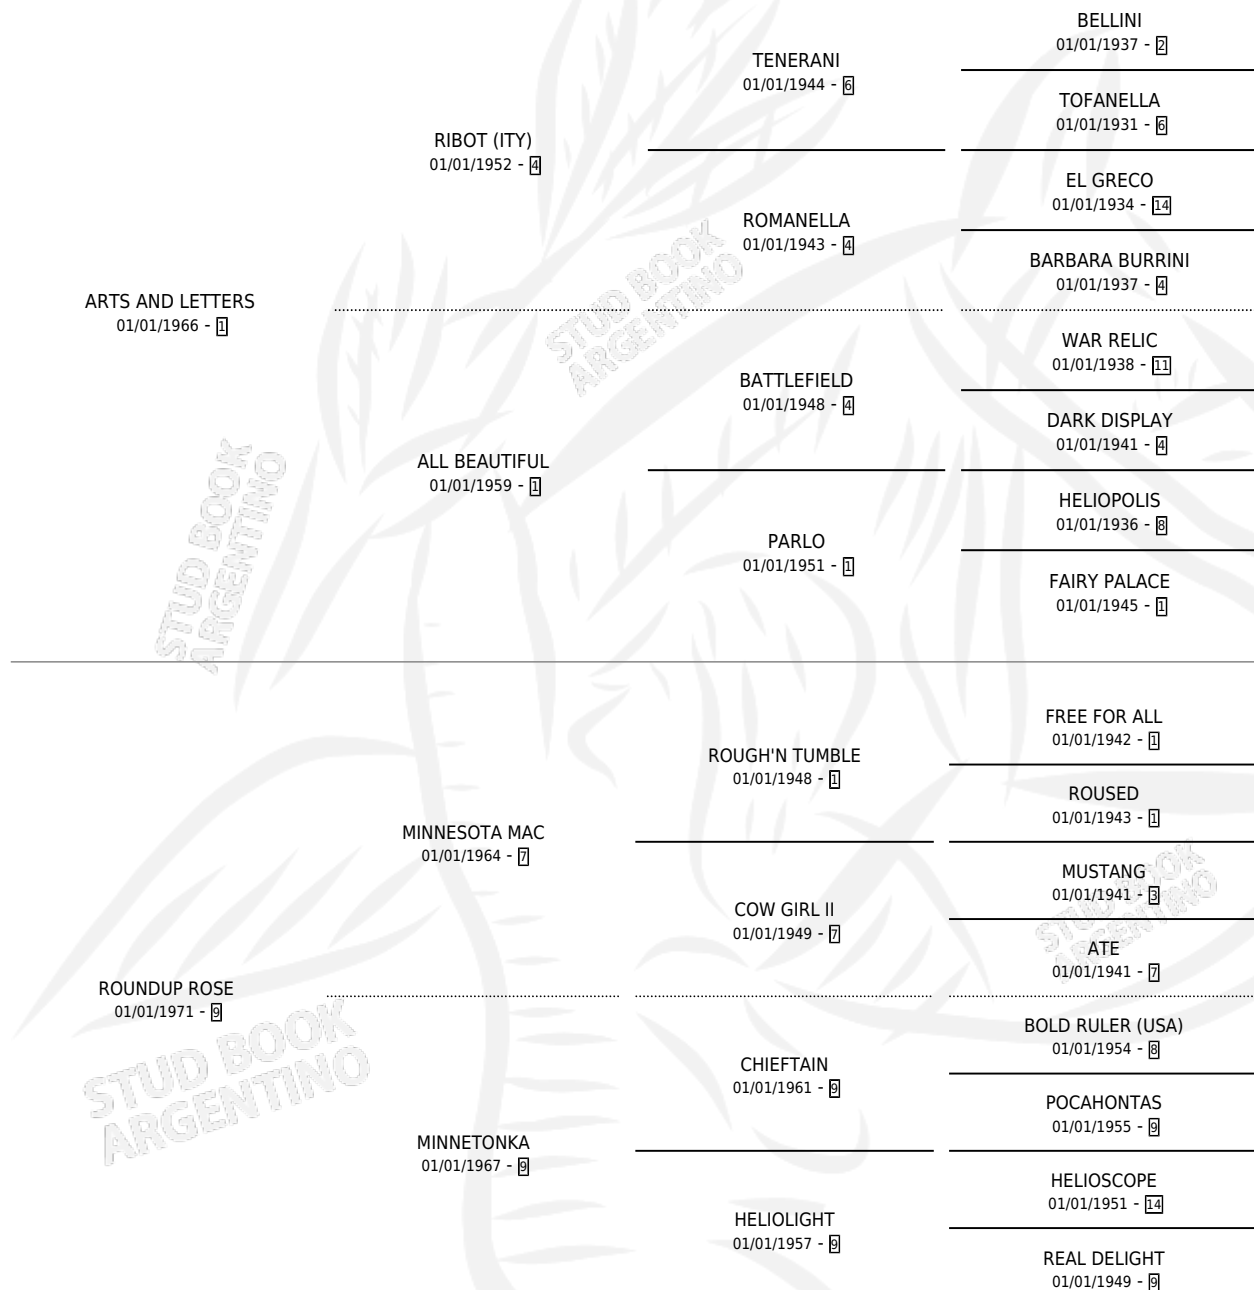 BELLINI
01/01/1937 - 2
TENERANI
01/01/1944 - 6
TOFANELLA
01/01/1931 - 6
RIBOT (ITY)
01/01/1952 - 4
EL GRECO
01/01/1934 - 14
ROMANELLA
01/01/1943 - 4
BARBARA BURRINI
01/01/1937 - 4
ARTS AND LETTERS
01/01/1966 - 1
STUD BOOK
ARGENTINO
WAR RELIC
01/01/1938 - 11
BATTLEFIELD
01/01/1948 - 4
DARK DISPLAY
01/01/1941 - 4
ALL BEAUTIFUL
01/01/1959 - 1
HELIOPOLIS
01/01/1936 - 8
PARLO
01/01/1951 - 1
FAIRY PALACE
01/01/1945 - 1
STUD BOOK
ARGENTINO
FREE FOR ALL
01/01/1942 - 1
ROUGH'N TUMBLE
01/01/1948 - 1
ROUSED
01/01/1943 - 1
MINNESOTA MAC
01/01/1964 - 7
MUSTANG
01/01/1941 - 3
COW GIRL II
01/01/1949 - 7
STUD BOOK
ARGENTINO
ATE
01/01/1941 - 7
ROUNDUP ROSE
01/01/1971 - 9
STUD BOOK
ARGENTINO
BOLD RULER (USA)
01/01/1954 - 8
CHIEFTAIN
01/01/1961 - 9
POCAHONTAS
01/01/1955 - 9
MINNETONKA
01/01/1967 - 9
HELIOSCOPE
01/01/1951 - 14
HELIOLIGHT
01/01/1957 - 9
REAL DELIGHT
01/01/1949 - 9